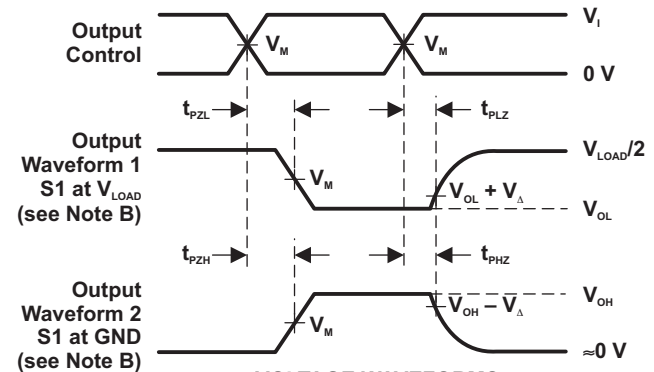 Output
Control
V_M
V_M
V_I
0 V
t_PZL
t_PLZ
Output
Waveform 1
S1 at V_LOAD
(see Note B)
V_M
V_OL + V_Δ
V_LOAD/2
V_OL
t_PZH
t_PHZ
Output
Waveform 2
S1 at GND
(see Note B)
V_M
V_OH – V_Δ
V_OH
≈0 V